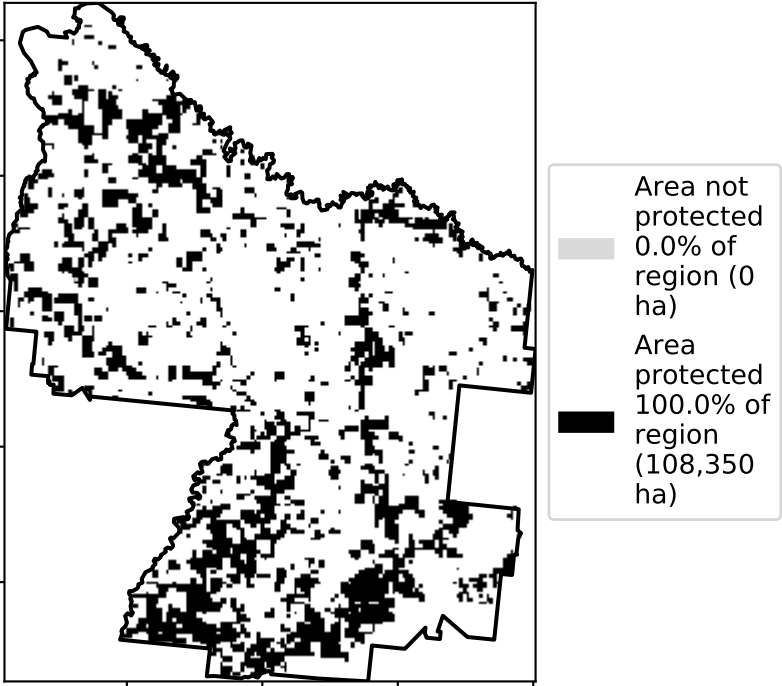 Area not
protected
0.0% of
region (0
ha)
Area
protected
100.0% of
region
(108,350
ha)